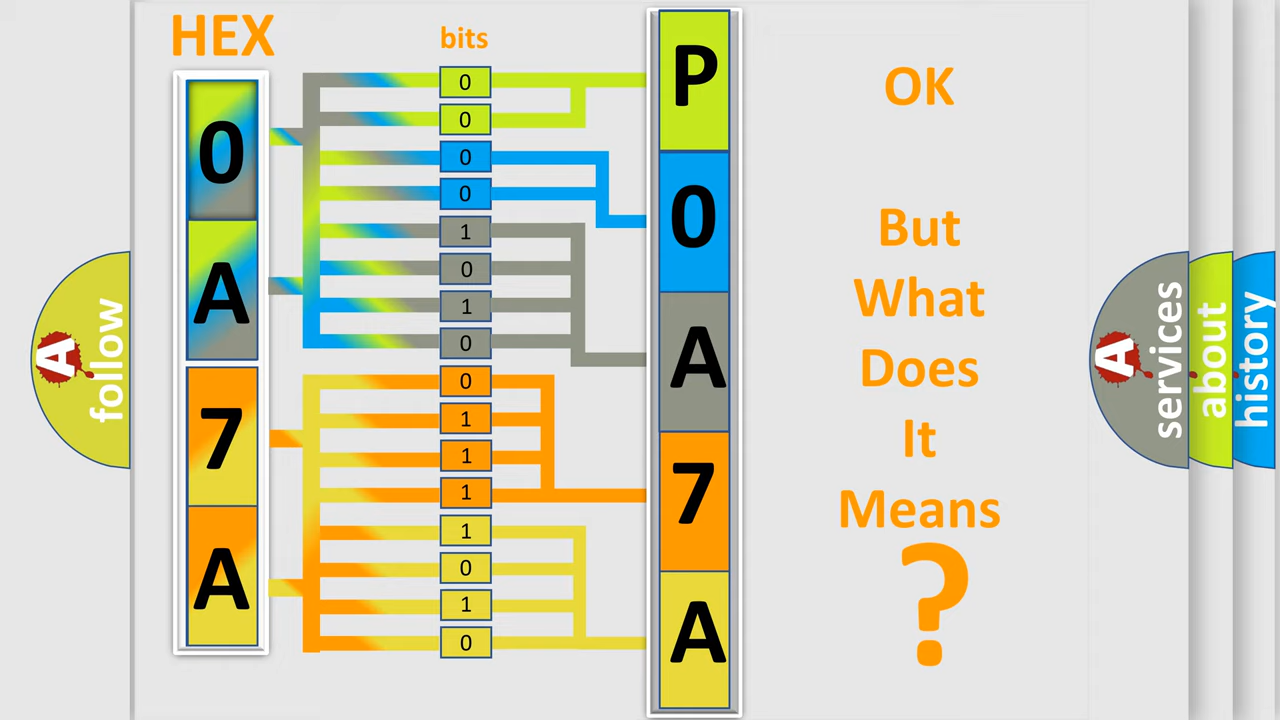 HEX
bits
0
A
7
A
0
0
0
0
1
0
1
0
0
1
1
1
1
0
1
0
P
0
A
7
A
OK
But
What
Does
It
Means
?
A
follow
A
services
about
history